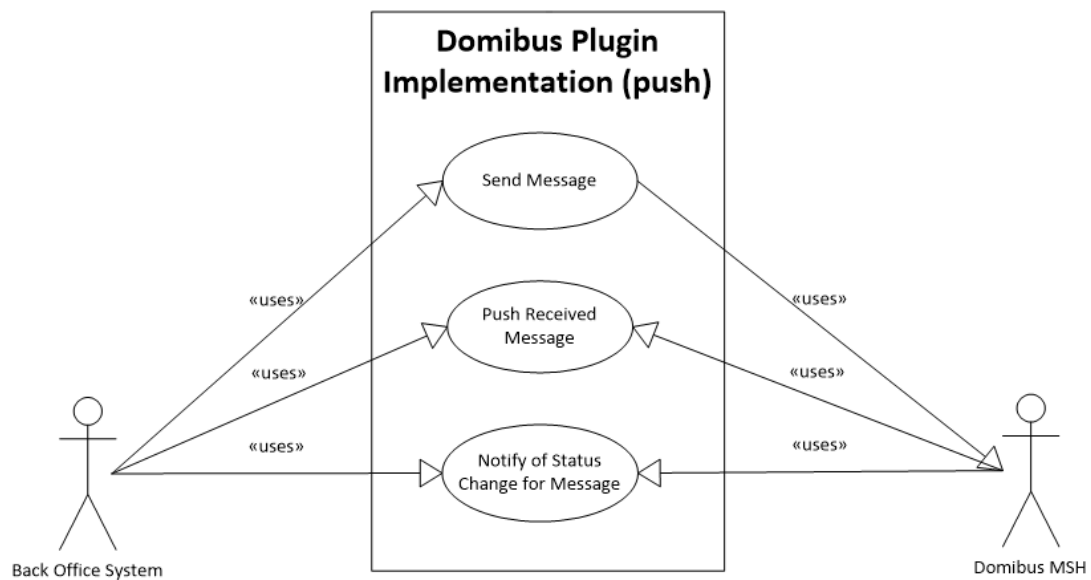 Domibus Plugin
Implementation (push)
Send Message
«uses»
«uses»
Push Received
Message
«uses»
«uses»
«uses»
«uses»
Notify of Status
Change for Message
Back Office System
Domibus MSH